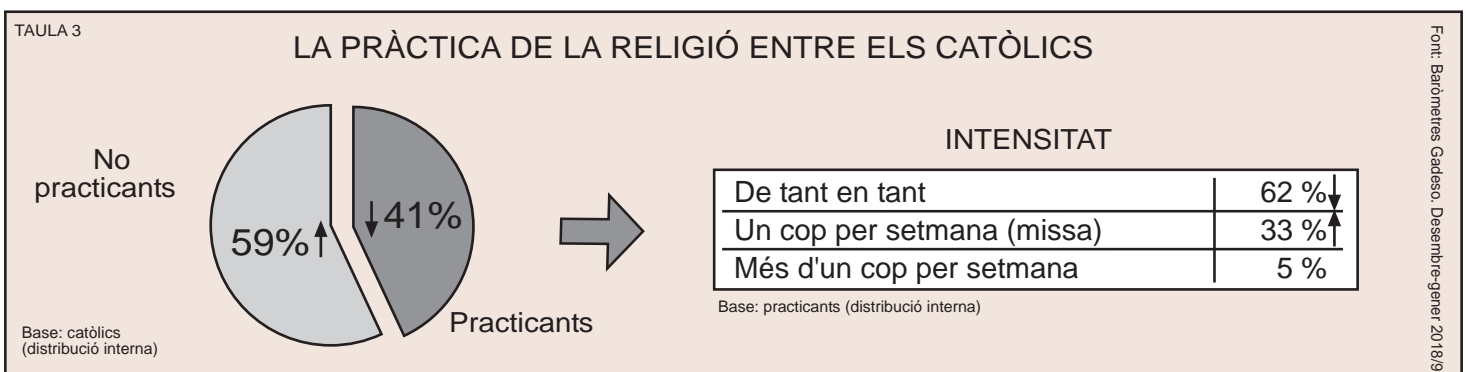 TAULA 3
LA PRÀCTICA DE LA RELIGIÓ ENTRE ELS CATÒLICS
No
practicants
59%
41%
Practicants
Base: catòlics
(distribució interna)
INTENSITAT
De tant en tant 62 %
Un cop per setmana (missa) 33 %
Més d'un cop per setmana 5 %
Base: practicants (distribució interna)
Font: Baròmetres Gadeso. Desembre-gener 2018/9